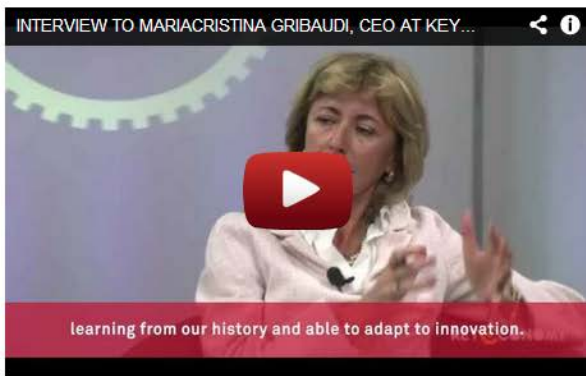 INTERVIEW TO MARIACRISTINA GRIBAUDI, CEO AT KEY...
learning from our history and able to adapt to innovation.